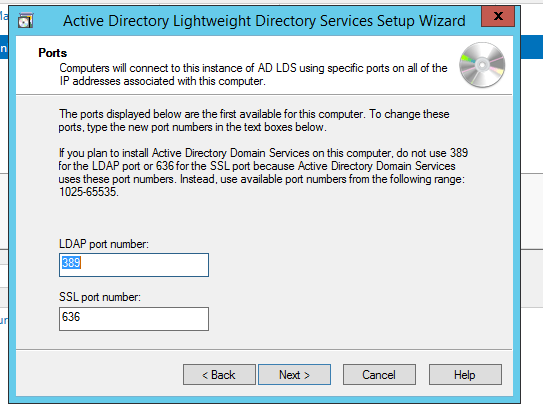 Active Directory Lightweight Directory Services Setup Wizard
x
Ports
Computers will connect to this instance of AD LDS using specific ports on all of the
IP addresses associated with this computer.
The ports displayed below are the first available for this computer. To change these
ports, type the new port numbers in the text boxes below.
If you plan to install Active Directory Domain Services on this computer, do not use 389
for the LDAP port or 636 for the SSL port because Active Directory Domain Services
uses these port numbers. Instead, use available port numbers from the following range:
1025-65535.
LDAP port number:
389
SSL port number:
636
< Back
Next >
Cancel
Help